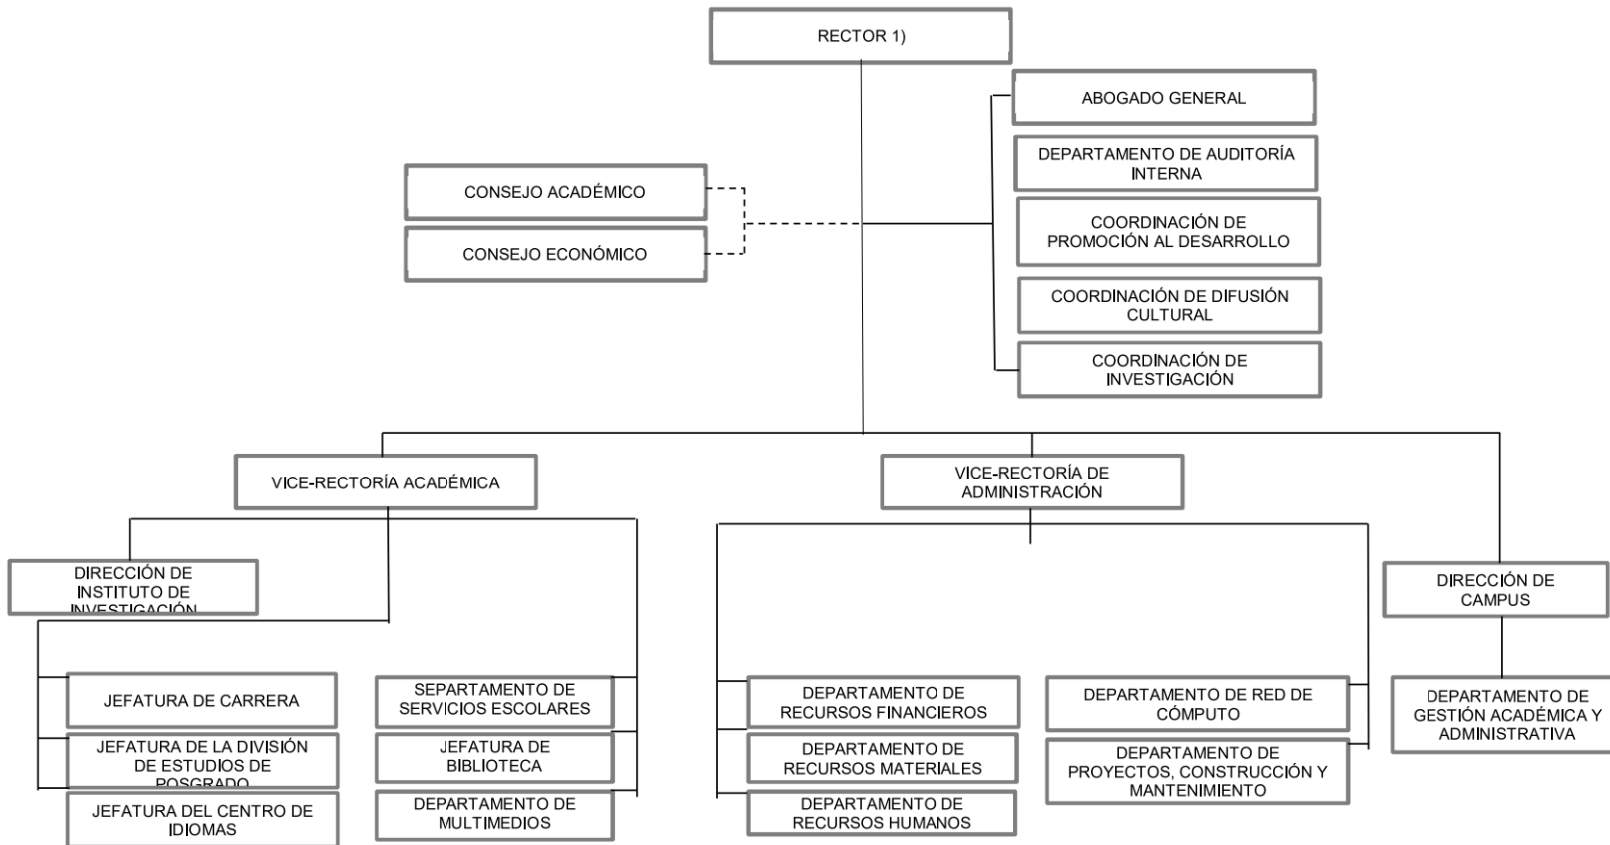 RECTOR 1)
ABOGADO GENERAL
DEPARTAMENTO DE AUDITORÍA
INTERNA
CONSEJO ACADÉMICO
COORDINACIÓN DE
PROMOCIÓN AL DESARROLLO
CONSEJO ECONÓMICO
COORDINACIÓN DE DIFUSIÓN
CULTURAL
COORDINACIÓN DE
INVESTIGACIÓN
VICE-RECTORÍA ACADÉMICA
VICE-RECTORÍA DE
ADMINISTRACIÓN
DIRECCIÓN DE
INSTITUTO DE
INVESTIGACIÓN
DIRECCIÓN DE
CAMPUS
JEFATURA DE CARRERA
SEPARTAMENTO DE
SERVICIOS ESCOLARES
DEPARTAMENTO DE
RECURSOS FINANCIEROS
DEPARTAMENTO DE RED DE
CÓMPUTO
DEPARTAMENTO DE
GESTIÓN ACADÉMICA Y
ADMINISTRATIVA
JEFATURA DE LA DIVISIÓN
DE ESTUDIOS DE
POSGRADO
JEFATURA DE
BIBLIOTECA
DEPARTAMENTO DE
RECURSOS MATERIALES
DEPARTAMENTO DE
PROYECTOS, CONSTRUCCIÓN Y
MANTENIMIENTO
JEFATURA DEL CENTRO DE
IDIOMAS
DEPARTAMENTO DE
MULTIMEDIOS
DEPARTAMENTO DE
RECURSOS HUMANOS